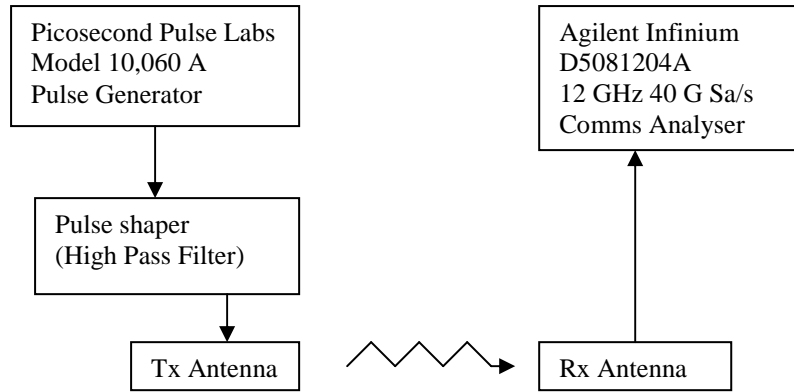 Picosecond Pulse Labs
Model 10,060 A
Pulse Generator
Agilent Infinium
D5081204A
12 GHz 40 G Sa/s
Comms Analyser
Pulse shaper
(High Pass Filter)
Tx Antenna
Rx Antenna